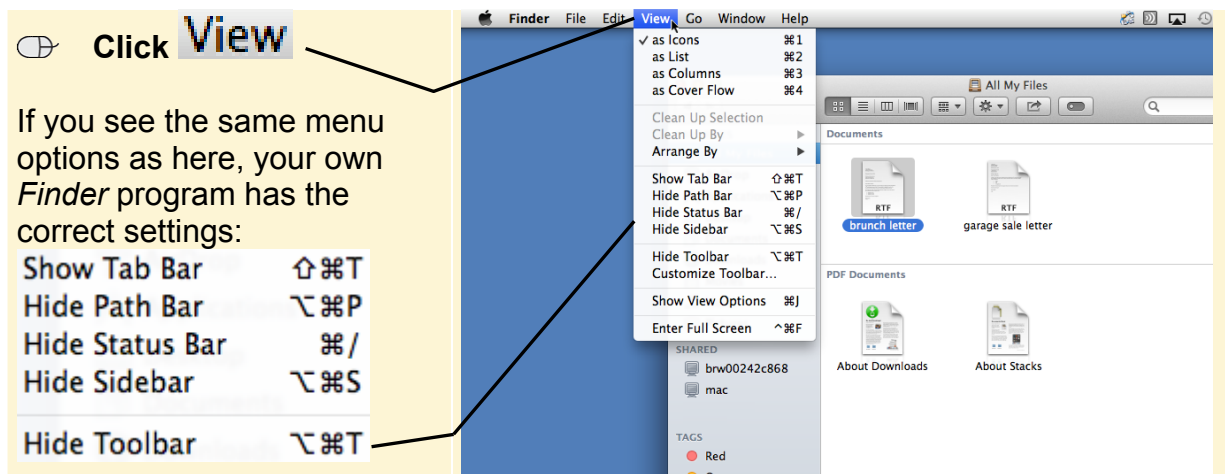 Click View
If you see the same menu
options as here, your own
Finder program has the
correct settings:
Show Tab Bar ⇧⌘T
Hide Path Bar ⌥⌘P
Hide Status Bar ⌘/
Hide Sidebar ⌥⌘S
Hide Toolbar ⌥⌘T
Finder File Edit View Go Window Help
✓ as Icons ⌘1
as List ⌘2
as Columns ⌘3
as Cover Flow ⌘4
Clean Up Selection
Clean Up By
Arrange By
Show Tab Bar ⇧⌘T
Hide Path Bar ⌥⌘P
Hide Status Bar ⌘/
Hide Sidebar ⌥⌘S
Hide Toolbar ⌥⌘T
Customize Toolbar...
Show View Options ⌘J
Enter Full Screen ^⌘F
SHARED
brw00242c868
mac
TAGS
Red
All My Files
Documents
RTF
brunch letter
RTF
garage sale letter
PDF Documents
About Downloads
About Stacks